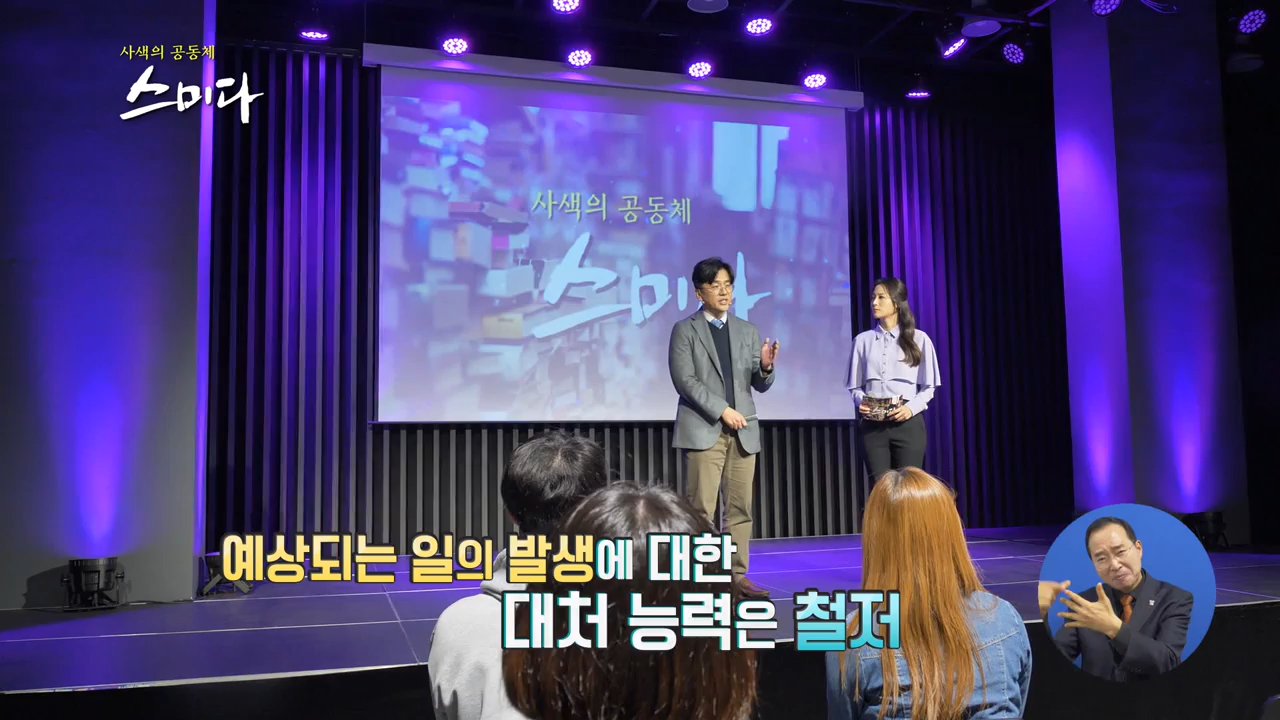 사색의 공동체
스미다
사색의 공동체
스미다
예상되는 일의 발생에 대한
대처 능력은 철저